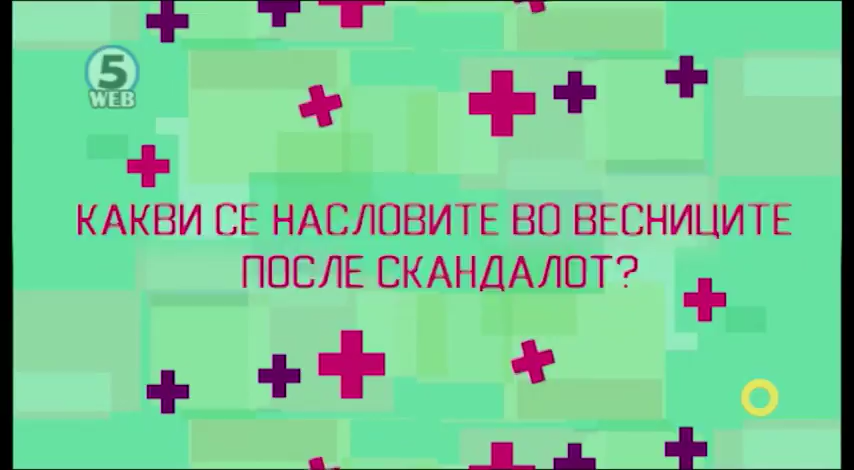 5
WEB
КАКВИ СЕ НАСЛОВИТЕ ВО ВЕСНИЦИТЕ
ПОСЛЕ СКАНДАЛОТ?